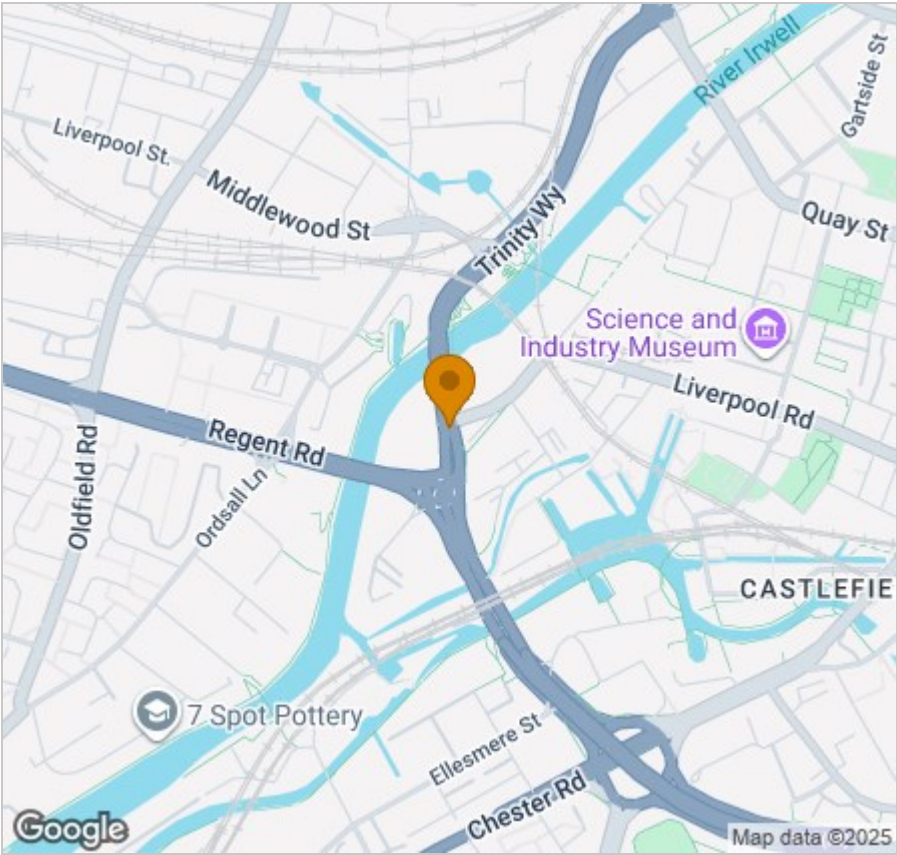 River Irwell
Gartside St
Liverpool St.
Middlewood St
Trinity Wy
Quay St
Science and
Industry Museum
Liverpool Rd
Regent Rd
Oldfield Rd
Ordsall Ln
CASTLEFIE
7 Spot Pottery
Ellesmere St
Chester Rd
Google
Map data ©2025